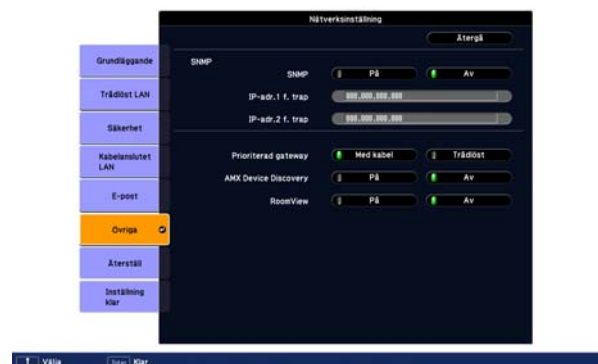 Nätverksinställning
Återgå
Grundläggande
Trådlöst LAN
Säkerhet
Kabelanslutet
LAN
E-post
Övriga
Återställ
Inställning
klar
SNMP
SNMP På Av
IP-adr.1 f. trap
IP-adr.2 f. trap
Prioriterad gateway Med kabel Trådlöst
AMX Device Discovery På Av
RoomView På Av
Välja Enter Klar